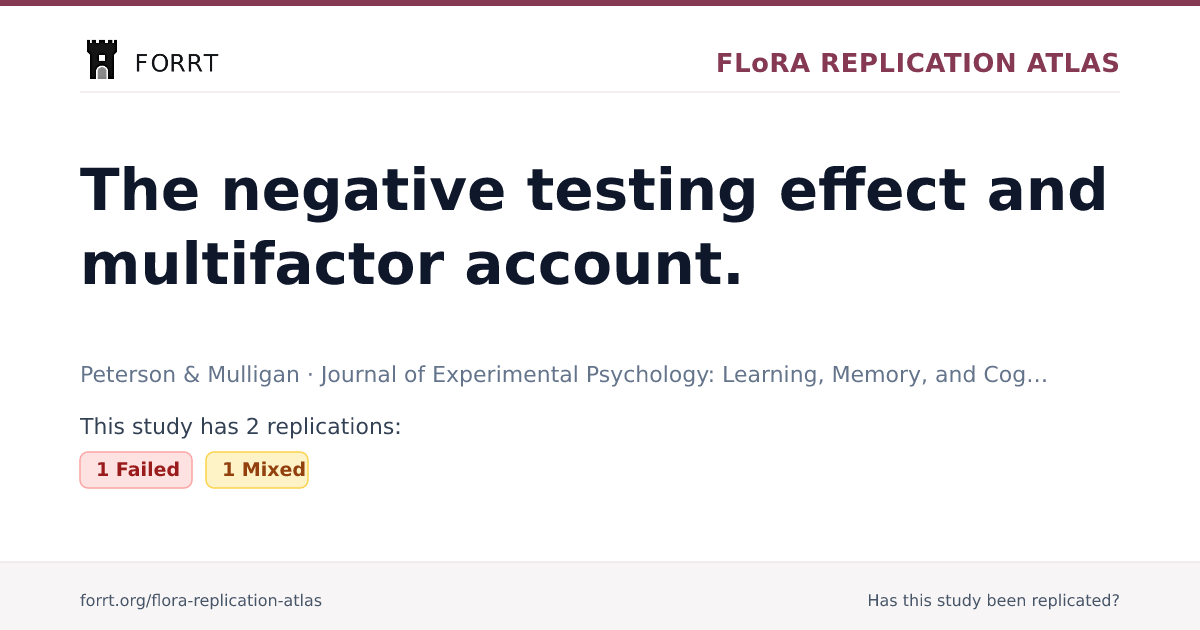 FORRT
FLoRA REPLICATION ATLAS
The negative testing effect and
multifactor account.
Peterson & Mulligan · Journal of Experimental Psychology: Learning, Memory, and Cog…
This study has 2 replications:
1 Failed
1 Mixed
forrt.org/flora-replication-atlas
Has this study been replicated?